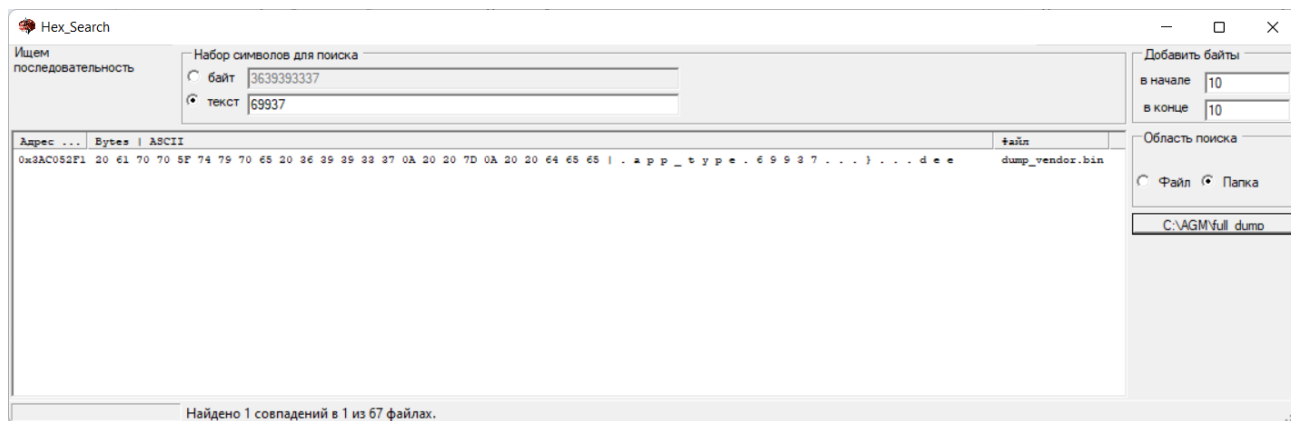 Hex_Search
Ищем
последовательность
Набор символов для поиска
байт 3639393337
текст 69937
Добавить байты
в начале 10
в конце 10
Адрес ... Bytes | ASCII Файл
0x3AC052F1 20 61 70 70 5F 74 79 70 65 20 36 39 39 33 37 0A 20 20 7D 0A 20 20 64 65 65 | . a p p _ t y p e . 6 9 9 3 7 . . . } . . . d e e dump_vendor.bin
Область поиска
Файл Папка
C:\AGM\full_dump
Найдено 1 совпадений в 1 из 67 файлах.